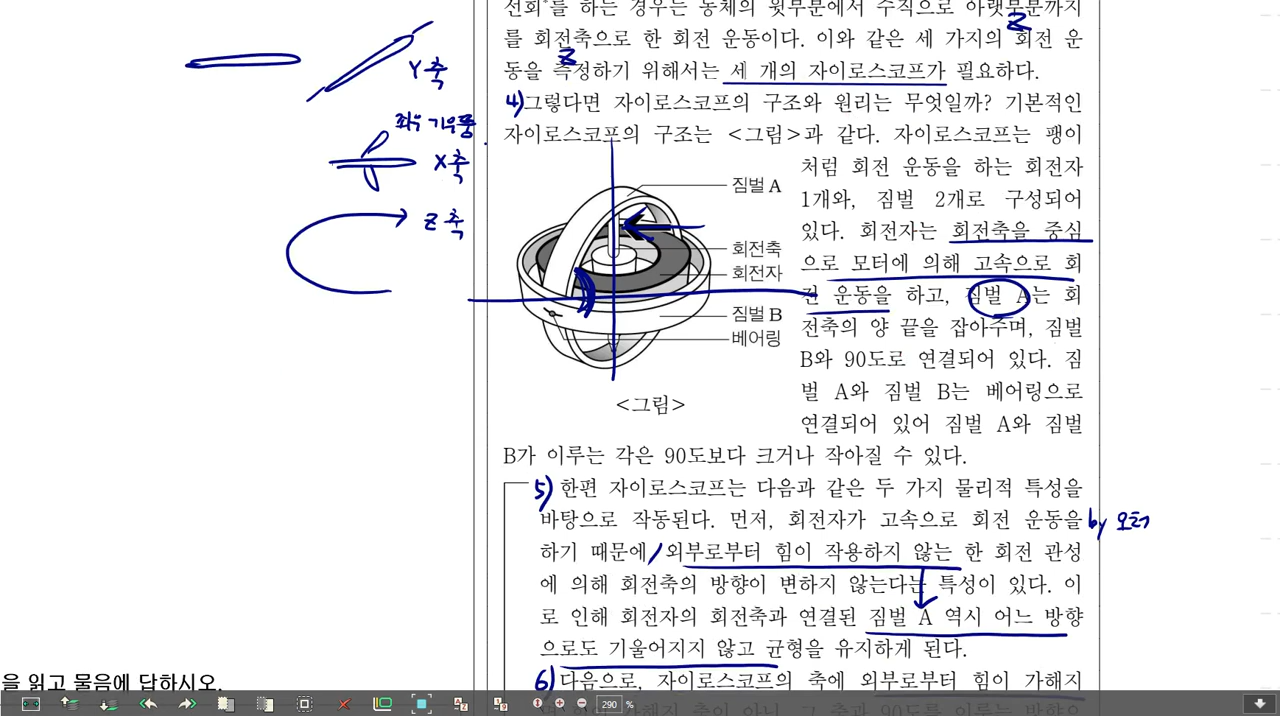 선회*를 하는 경우는 동체의 윗부분에서 수직으로 아랫부분까지
를 회전축으로 한 회전 운동이다. 이와 같은 세 가지의 회전 운
동을 측정하기 위해서는 세 개의 자이로스코프가 필요하다.
Z
Z
Y축
좌우 기우뚱
X축
Z축
4) 그렇다면 자이로스코프의 구조와 원리는 무엇일까? 기본적인
자이로스코프의 구조는 <그림>과 같다. 자이로스코프는 팽이
처럼 회전 운동을 하는 회전자
1개와, 짐벌 2개로 구성되어
있다. 회전자는 회전축을 중심
으로 모터에 의해 고속으로 회
전 운동을 하고, 짐벌 A는 회
전축의 양 끝을 잡아주며, 짐벌
B와 90도로 연결되어 있다. 짐
벌 A와 짐벌 B는 베어링으로
연결되어 있어 짐벌 A와 짐벌
B가 이루는 각은 90도보다 크거나 작아질 수 있다.
짐벌 A
회전축
회전자
짐벌 B
베어링
<그림>
5) 한편 자이로스코프는 다음과 같은 두 가지 물리적 특성을
바탕으로 작동된다. 먼저, 회전자가 고속으로 회전 운동을 by 모터
하기 때문에 외부로부터 힘이 작용하지 않는 한 회전 관성
에 의해 회전축의 방향이 변하지 않는다는 특성이 있다. 이
로 인해 회전자의 회전축과 연결된 짐벌 A 역시 어느 방향
으로도 기울어지지 않고 균형을 유지하게 된다.
6) 다음으로, 자이로스코프의 축에 외부로부터 힘이 가해지
을 읽고 물음에 답하시오.
290 %